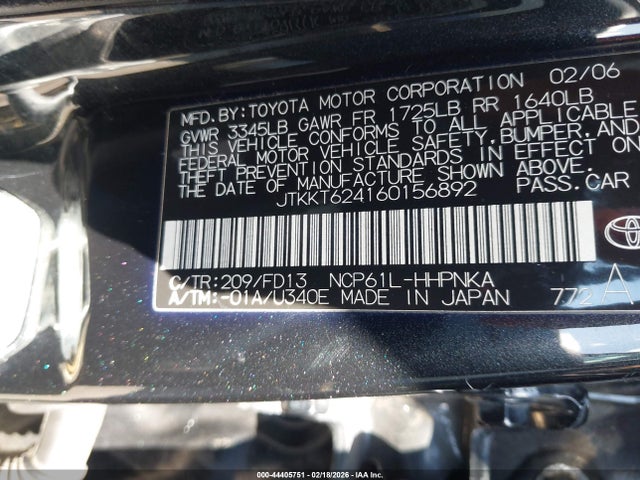 MFD. BY: TOYOTA MOTOR CORPORATION 02/06
GVWR 3345LB GAWR FR 1725LB RR 1640LB
THIS VEHICLE CONFORMS TO ALL APPLICABLE
FEDERAL MOTOR VEHICLE SAFETY, BUMPER, AND
THEFT PREVENTION STANDARDS IN EFFECT ON
THE DATE OF MANUFACTURE SHOWN ABOVE.
JTKKT624160156892 PASS. CAR
C/TR: 209/FD13 NCP61L-HHPNKA
A/TM: -01A/U340E MADE IN JAPAN 772 A
000-44405751 - 02/18/2026 - IAA Inc.